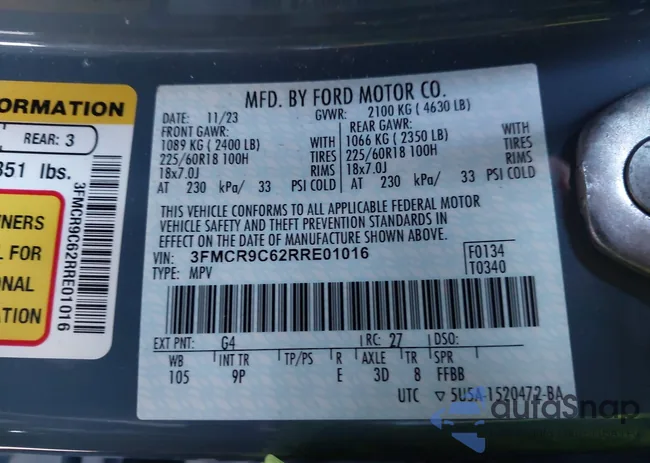 ORMATION
REAR: 3
351 lbs.
WNERS
L FOR
ONAL
ATION
3FMCR9C62RRE01016
MFD. BY FORD MOTOR CO.
DATE: 11/23 GVWR: 2100 KG ( 4630 LB)
FRONT GAWR: REAR GAWR:
1089 KG ( 2400 LB) WITH 1066 KG ( 2350 LB) WITH
225/60R18 100H TIRES 225/60R18 100H TIRES
18x7.0J RIMS 18x7.0J RIMS
AT 230 kPa/ 33 PSI COLD AT 230 kPa/ 33 PSI COLD
THIS VEHICLE CONFORMS TO ALL APPLICABLE FEDERAL MOTOR
VEHICLE SAFETY AND THEFT PREVENTION STANDARDS IN
EFFECT ON THE DATE OF MANUFACTURE SHOWN ABOVE.
VIN: 3FMCR9C62RRE01016 F0134
TYPE: MPV T0340
EXT PNT: G4 RC: 27 DSO:
WB INT TR TP/PS R AXLE TR SPR
105 9P E 3D 8 FFBB
UTC ▽ 5U5A-1520472-BA
autoSnap